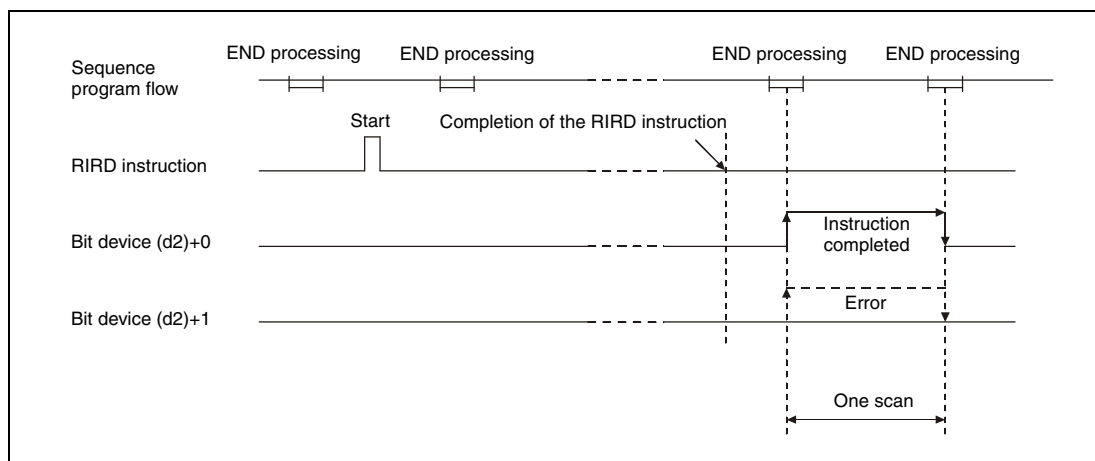 END processing
END processing
END processing
END processing
Sequence
program flow
Start
Completion of the RIRD instruction
RIRD instruction
Bit device (d2)+0
Instruction
completed
Error
Bit device (d2)+1
One scan